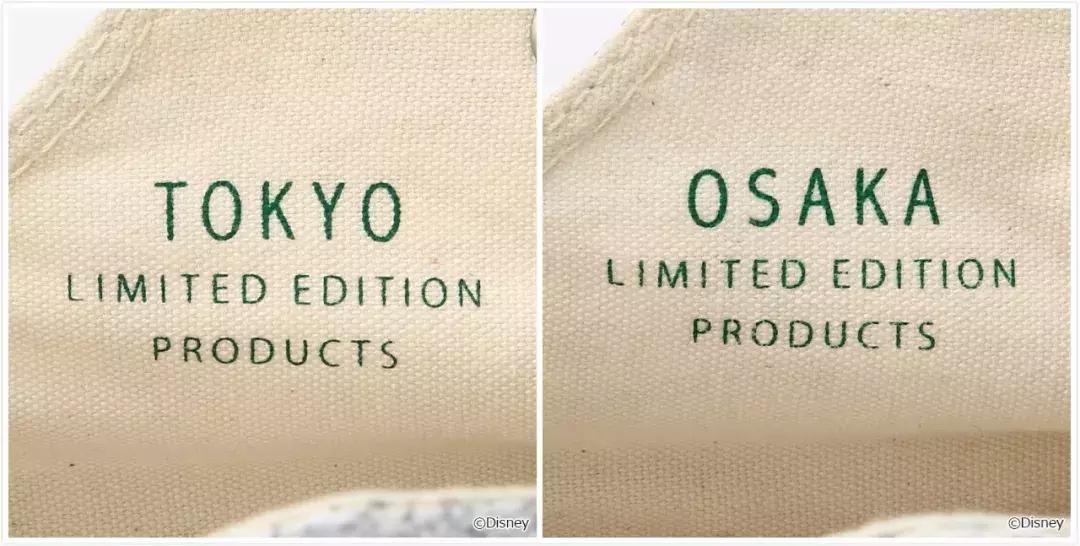 TOKYO
LIMITED EDITION
PRODUCTS
©Disney
OSAKA
LIMITED EDITION
PRODUCTS
©Disney